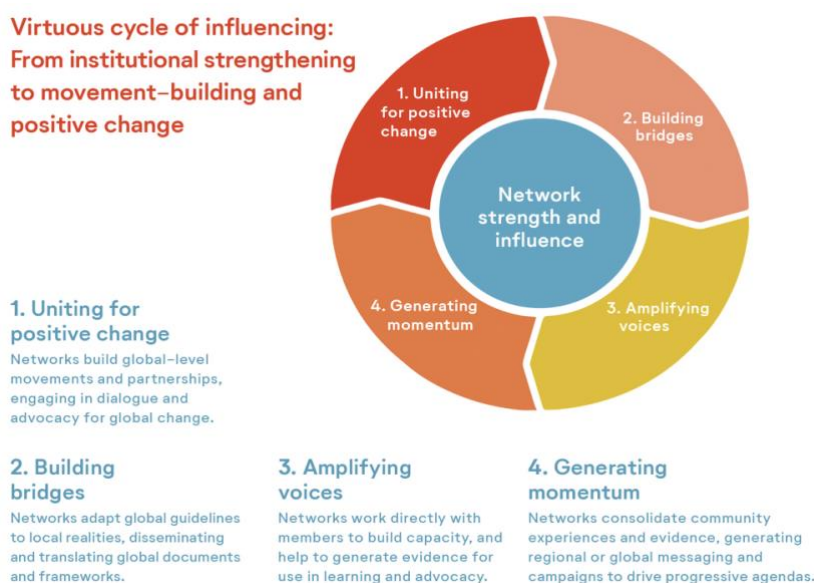 Virtuous cycle of influencing:
From institutional strengthening
to movement–building and
positive change
1. Uniting
for positive
change
2. Building
bridges
Network
strength and
influence
4. Generating
momentum
3. Amplifying
voices
1. Uniting for
positive change
Networks build global–level
movements and partnerships,
engaging in dialogue and
advocacy for global change.
2. Building
bridges
Networks adapt global guidelines
to local realities, disseminating
and translating global documents
and frameworks.
3. Amplifying
voices
Networks work directly with
members to build capacity, and
help to generate evidence for
use in learning and advocacy.
4. Generating
momentum
Networks consolidate community
experiences and evidence, generating
regional or global messaging and
campaigns to drive progressive agendas.